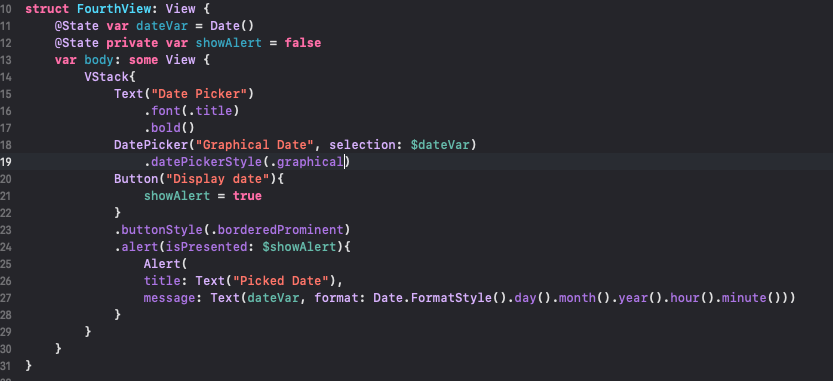 10 struct FourthView: View {
11     @State var dateVar = Date()
12     @State private var showAlert = false
13     var body: some View {
14         VStack{
15             Text("Date Picker")
16                 .font(.title)
17                 .bold()
18             DatePicker("Graphical Date", selection: $dateVar)
19                 .datePickerStyle(.graphical)
20             Button("Display date"){
21                 showAlert = true
22             }
23             .buttonStyle(.borderedProminent)
24             .alert(isPresented: $showAlert){
25                 Alert(
26                 title: Text("Picked Date"),
27                 message: Text(dateVar, format: Date.FormatStyle().day().month().year().hour().minute()))
28             }
29         }
30     }
31 }